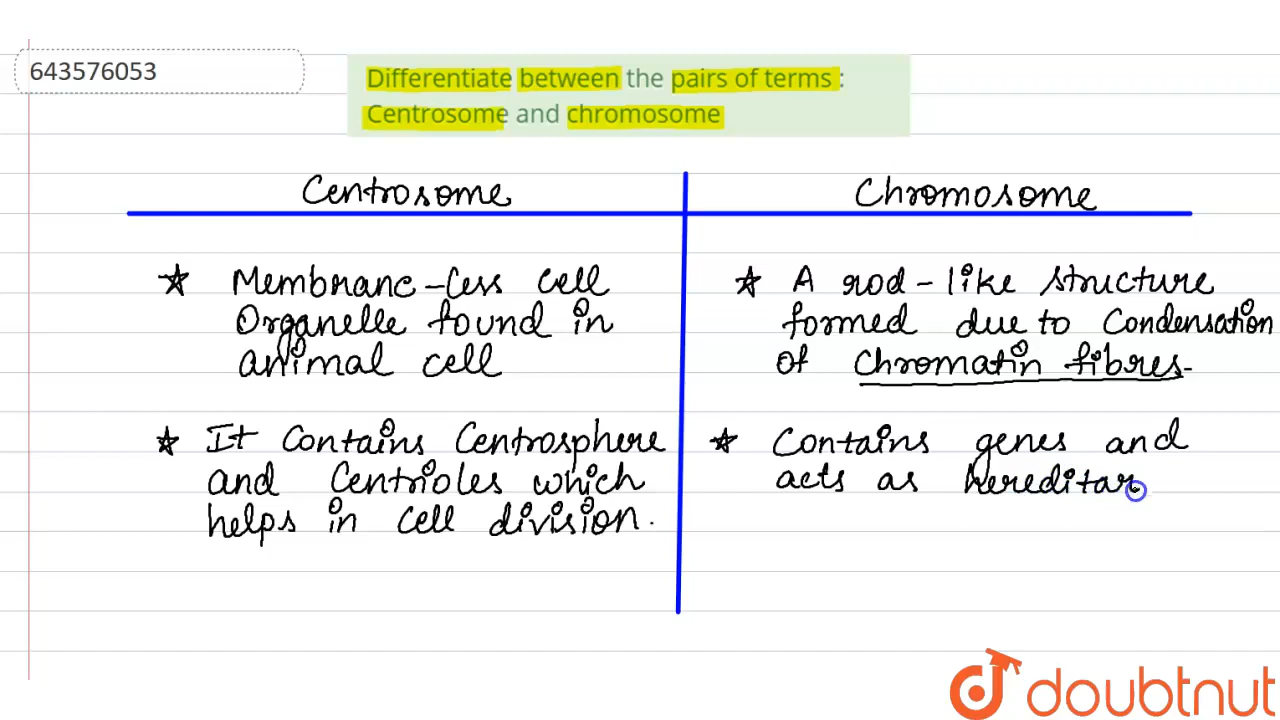 643576053
Differentiate between the pairs of terms :
Centrosome and chromosome
Centrosome
Chromosome
☆ Membrane-less cell
Organelle found in
animal cell
☆ It contains Centrosphere
and Centrioles which
helps in cell division.
☆ A rod-like structure
formed due to Condensation
of Chromatin fibres.
☆ Contains genes and
acts as hereditar
doubtnut